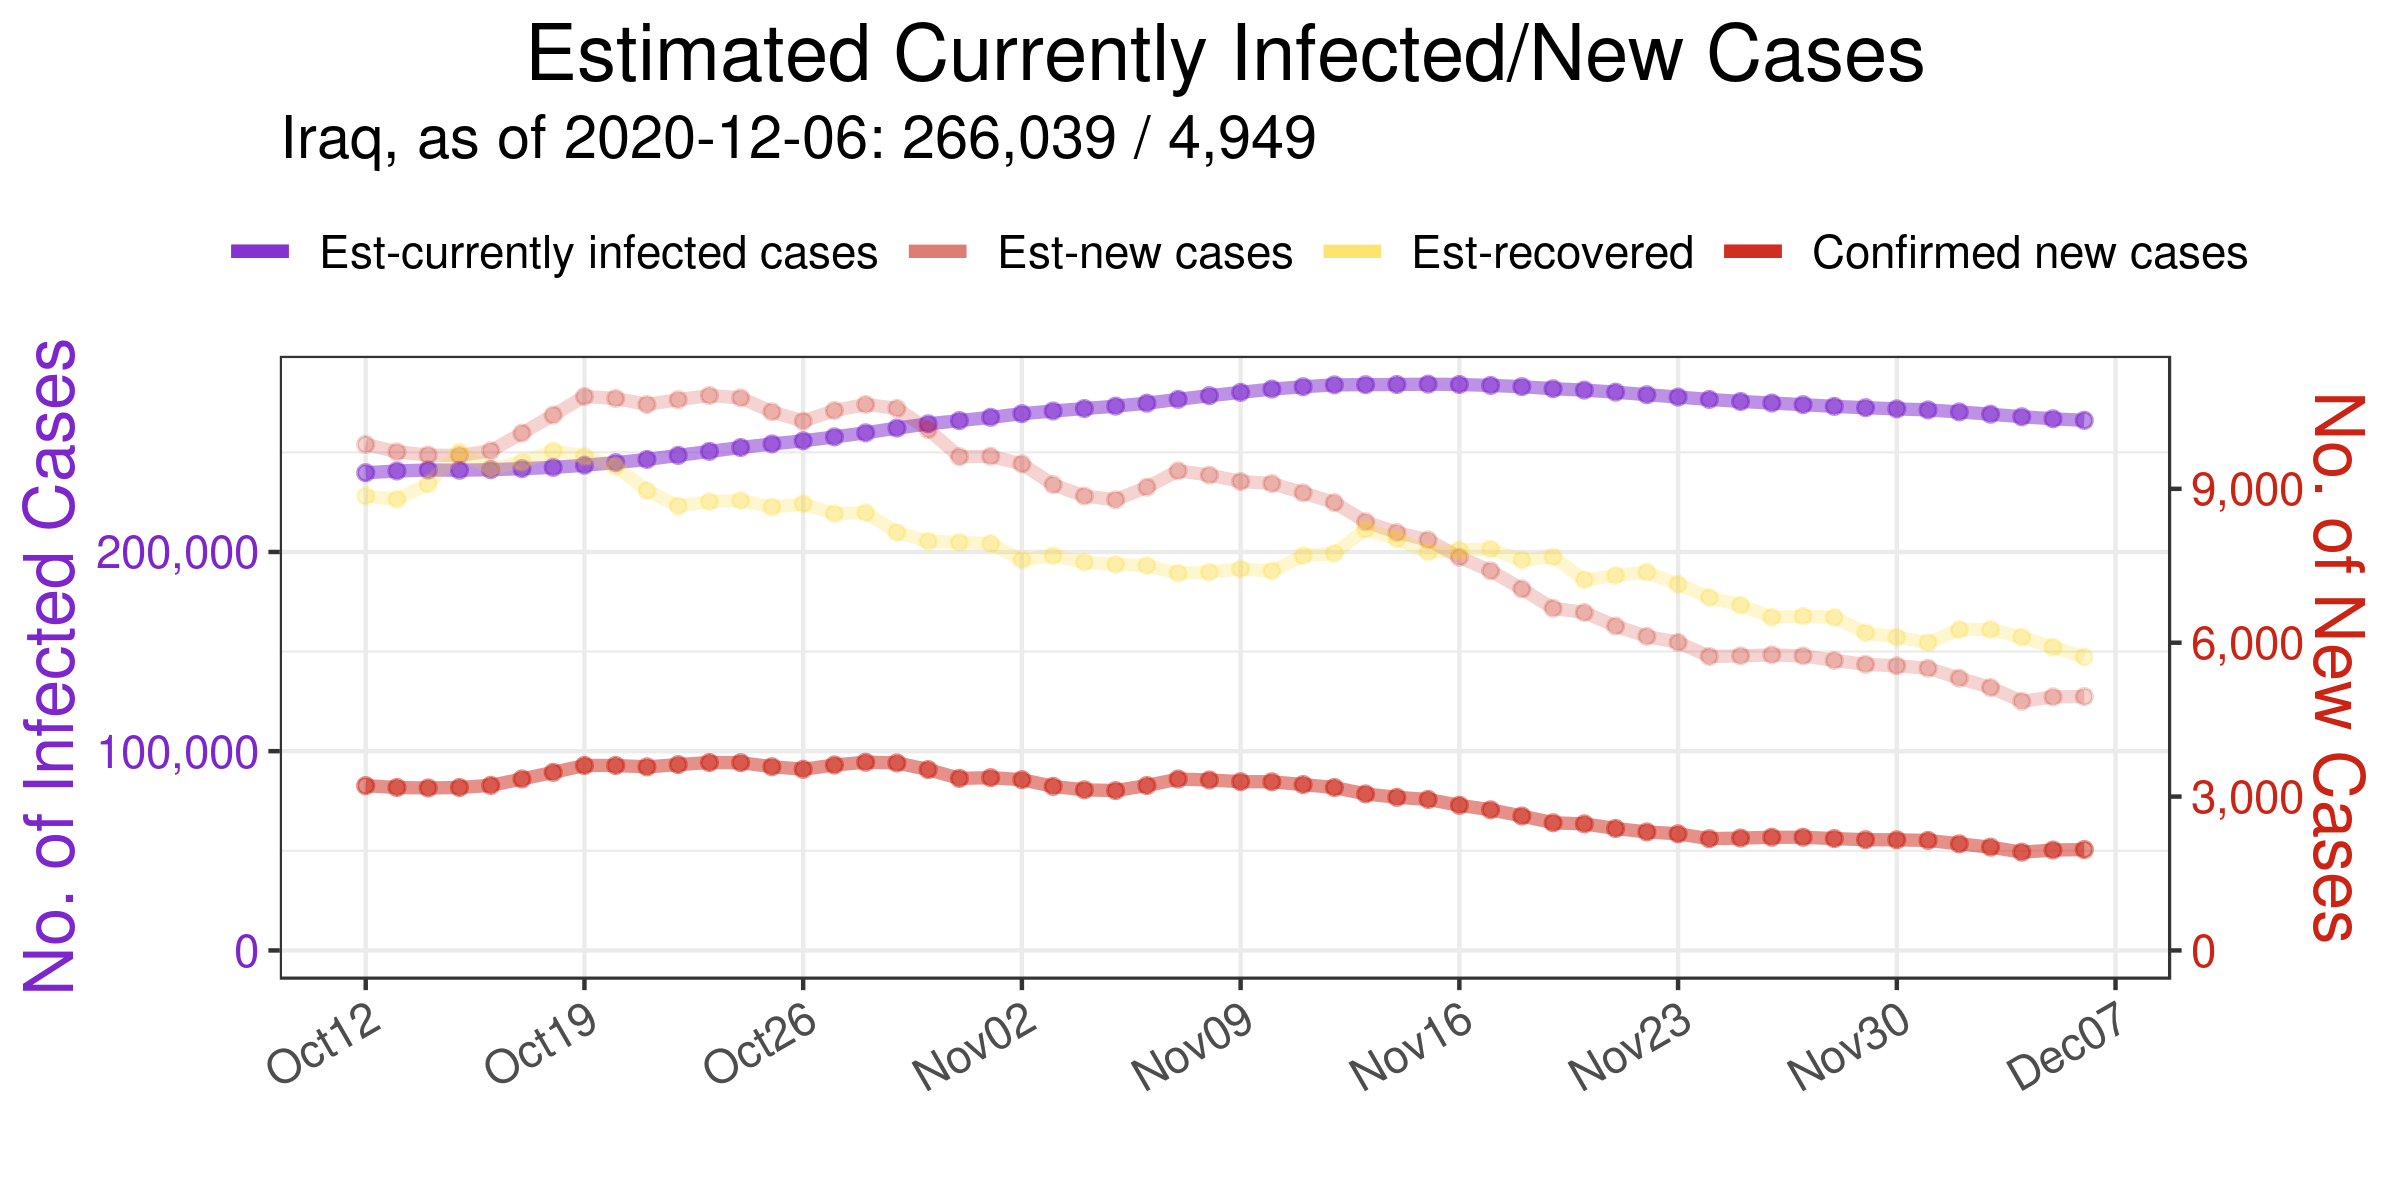 Estimated Currently Infected/New Cases
Iraq, as of 2020-12-06: 266,039 / 4,949
Est-currently infected cases Est-new cases Est-recovered Confirmed new cases
No. of Infected Cases
200,000
100,000
0
9,000
6,000
3,000
0
No. of New Cases
Oct12 Oct19 Oct26 Nov02 Nov09 Nov16 Nov23 Nov30 Dec07